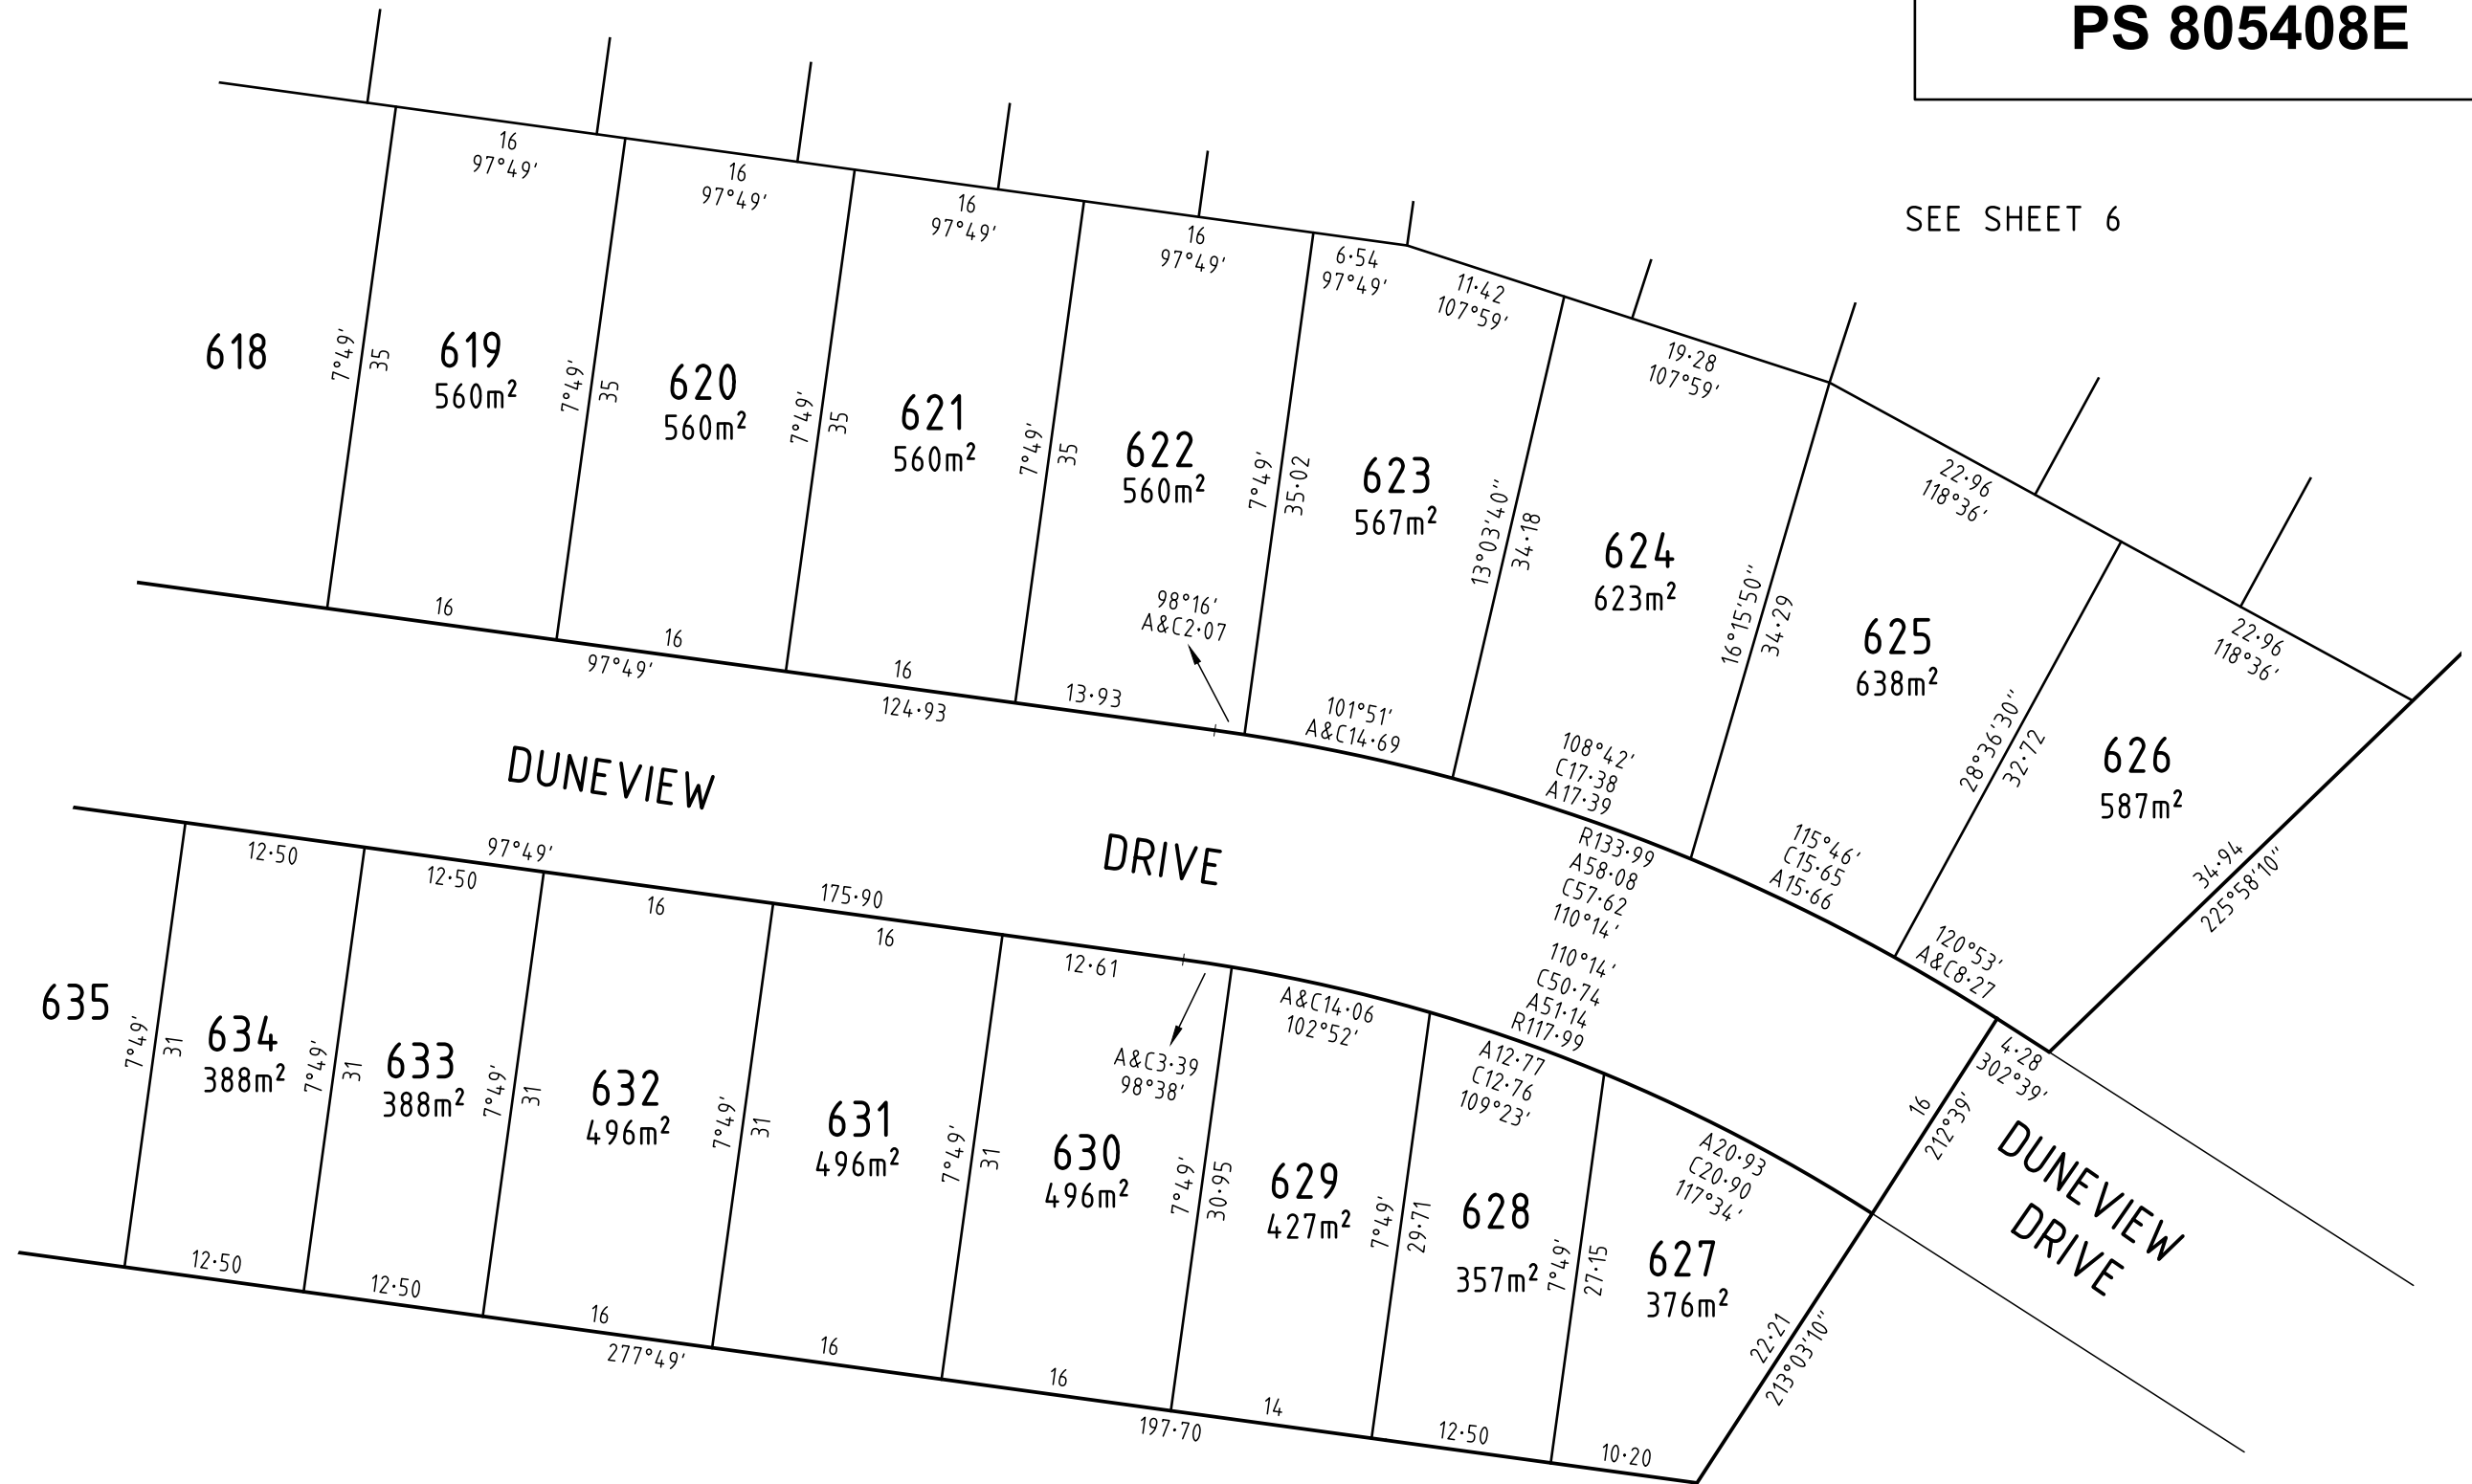 PS 805408E
SEE SHEET 6
16
97°49'
16
97°49'
16
97°49'
16
97°49'
6·54
97°49'
11·42
107°59'
19·28
107°59'
22·96
118°36'
22·96
118°36'
618
7°49'
35
619
560m²
7°49'
35
620
560m²
7°49'
35
621
560m²
7°49'
35
622
560m²
7°49'
35·02
623
567m²
13°03'40"
34·18
624
623m²
16°15'50"
34·29
625
638m²
28°36'30"
32·72
626
587m²
34·94
225°58'10"
16
16
16
13·93
98°16'
A&C2·07
101°51'
A&C14·69
108°42'
C17·38
A17·39
115°46'
C15·65
A15·66
120°53'
A&C8·27
97°49'
124·93
R133·99
A58·08
C57·62
110°14'
DUNEVIEW
DRIVE
110°14'
C50·74
A51·14
R117·99
97°49'
175·90
12·50
12·50
16
16
12·61
A&C3·39
98°38'
A&C14·06
102°52'
A12·77
C12·76
109°23'
A20·93
C20·90
117°34'
4·28
302°39'
16
212°39'
DUNEVIEW
DRIVE
635
7°49'
31
634
388m²
7°49'
31
633
388m²
7°49'
31
632
496m²
7°49'
31
631
496m²
7°49'
31
630
496m²
7°49'
30·95
629
427m²
7°49'
29·71
628
357m²
7°49'
27·15
627
376m²
22·21
213°03'10"
12·50
12·50
16
16
16
14
12·50
10·20
277°49'
197·70